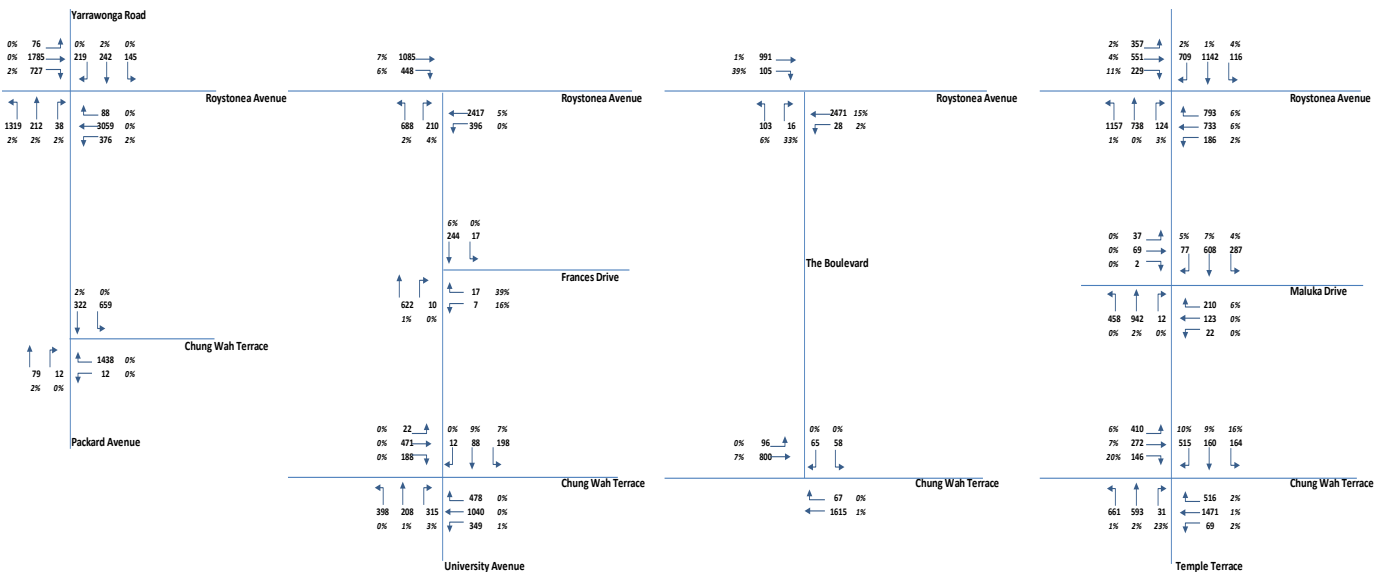 Yarrawonga Road
0% 76 0% 2% 0%
0% 1785 219 242 145
2% 727
Roystonea Avenue
88 0%
1319 212 38 3059 0%
2% 2% 2% 376 2%
2% 0%
322 659
Chung Wah Terrace
1438 0%
79 12 12 0%
2% 0%
Packard Avenue
7% 1085
6% 448
Roystonea Avenue
2417 5%
688 210 396 0%
2% 4%
6% 0%
244 17
Frances Drive
17 39%
622 10 7 16%
1% 0%
0% 22 0% 9% 7%
0% 471 12 88 198
0% 188
Chung Wah Terrace
478 0%
398 208 315 1040 0%
0% 1% 3% 349 1%
University Avenue
1% 991
39% 105
Roystonea Avenue
2471 15%
103 16 28 2%
6% 33%
The Boulevard
0% 0%
0% 96 65 58
7% 800
Chung Wah Terrace
67 0%
1615 1%
2% 357 2% 1% 4%
4% 551 709 1142 116
11% 229
Roystonea Avenue
793 6%
1157 738 124 733 6%
1% 0% 3% 186 2%
0% 37 5% 7% 4%
0% 69 77 608 287
0% 2
Maluka Drive
210 6%
458 942 12 123 0%
0% 2% 0% 22 0%
6% 410 10% 9% 16%
7% 272 515 160 164
20% 146
Chung Wah Terrace
516 2%
661 593 31 1471 1%
1% 2% 23% 69 2%
Temple Terrace